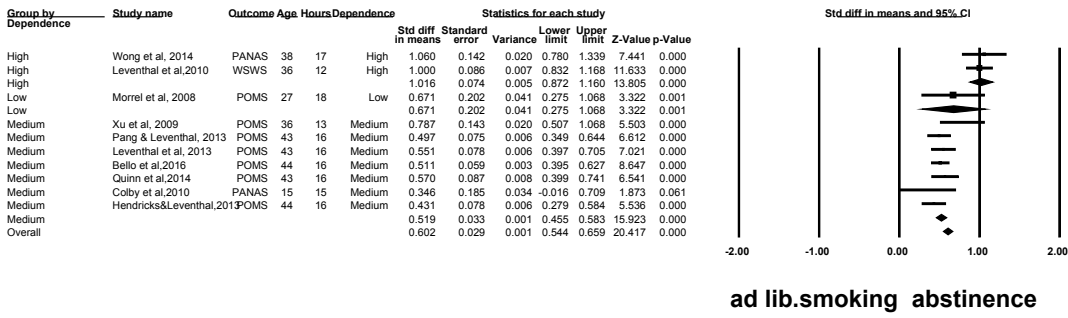 Group by Dependence Study name Outcome Age Hours Dependence Statistics for each study Std diff in means and 95% CI
Std diff in means Standard error Variance Lower limit Upper limit Z-Value p-Value
High Wong et al, 2014 PANAS 38 17 High 1.060 0.142 0.020 0.780 1.339 7.441 0.000
High Leventhal et al,2010 WSWS 36 12 High 1.000 0.086 0.007 0.832 1.168 11.633 0.000
High 1.016 0.074 0.005 0.872 1.160 13.805 0.000
Low Morrel et al, 2008 POMS 27 18 Low 0.671 0.202 0.041 0.275 1.068 3.322 0.001
Low 0.671 0.202 0.041 0.275 1.068 3.322 0.001
Medium Xu et al, 2009 POMS 36 13 Medium 0.787 0.143 0.020 0.507 1.068 5.503 0.000
Medium Pang & Leventhal, 2013 POMS 43 16 Medium 0.497 0.075 0.006 0.349 0.644 6.612 0.000
Medium Leventhal et al, 2013 POMS 43 16 Medium 0.551 0.078 0.006 0.397 0.705 7.021 0.000
Medium Bello et al,2016 POMS 44 16 Medium 0.511 0.059 0.003 0.395 0.627 8.647 0.000
Medium Quinn et al,2014 POMS 43 16 Medium 0.570 0.087 0.008 0.399 0.741 6.541 0.000
Medium Colby et al,2010 PANAS 15 15 Medium 0.346 0.185 0.034 -0.016 0.709 1.873 0.061
Medium Hendricks&Leventhal,2013 POMS 44 16 Medium 0.431 0.078 0.006 0.279 0.584 5.536 0.000
Medium 0.519 0.033 0.001 0.455 0.583 15.923 0.000
Overall 0.602 0.029 0.001 0.544 0.659 20.417 0.000
-2.00 -1.00 0.00 1.00 2.00
ad lib.smoking abstinence